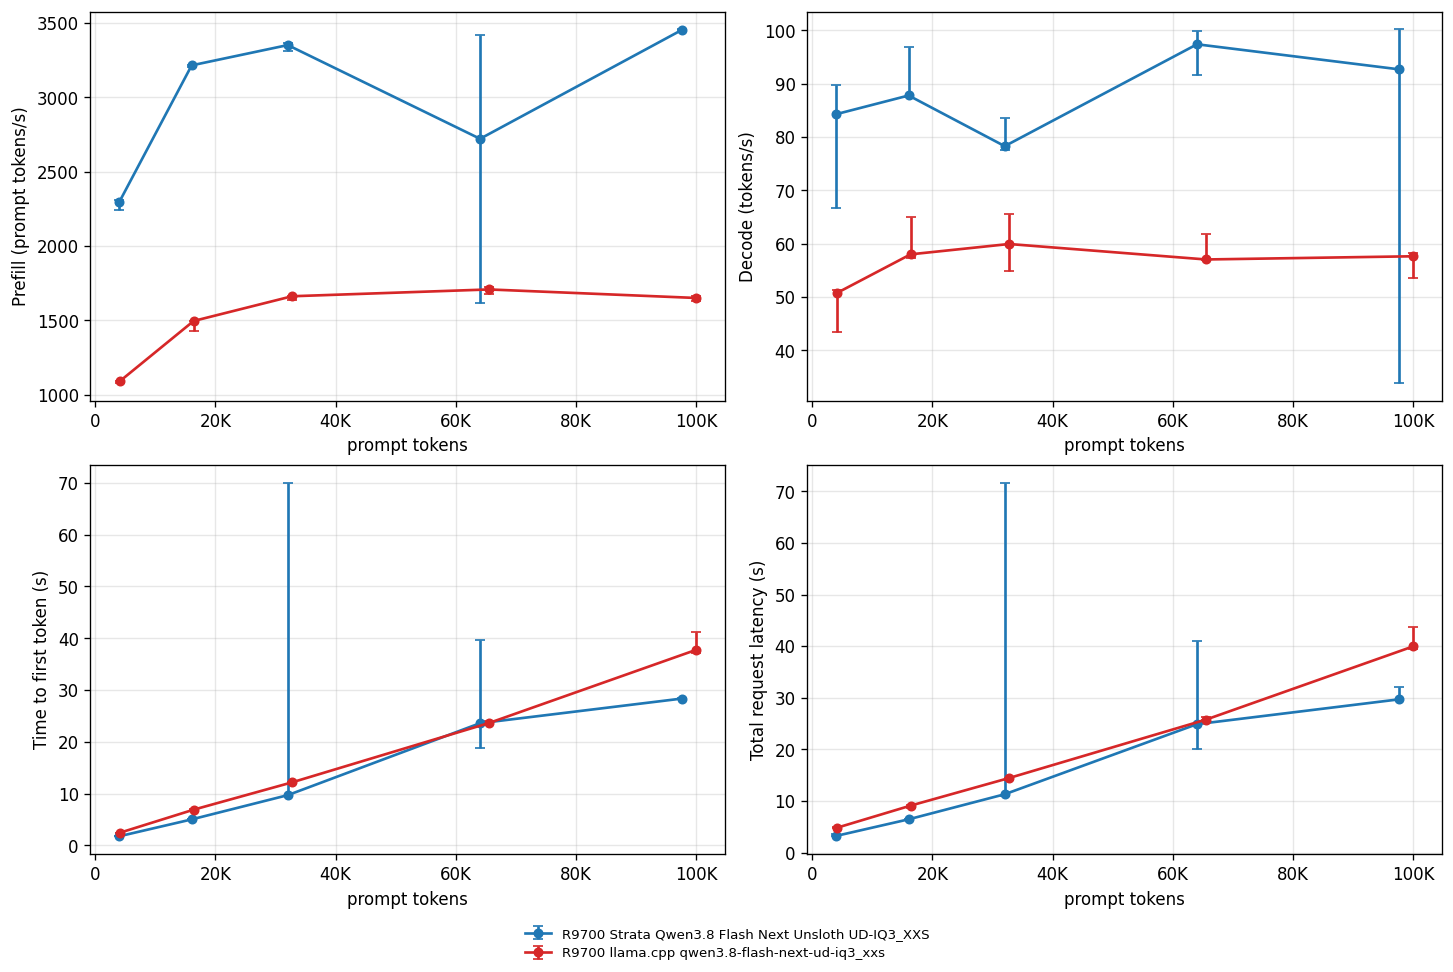 3500
3000
2500
2000
1500
1000
Prefill (prompt tokens/s)
0
20K
40K
60K
80K
100K
prompt tokens
100
90
80
70
60
50
40
Decode (tokens/s)
0
20K
40K
60K
80K
100K
prompt tokens
70
60
50
40
30
20
10
0
Time to first token (s)
0
20K
40K
60K
80K
100K
prompt tokens
70
60
50
40
30
20
10
0
Total request latency (s)
0
20K
40K
60K
80K
100K
prompt tokens
R9700 Strata Qwen3.8 Flash Next Unsloth UD-IQ3_XXS
R9700 llama.cpp qwen3.8-flash-next-ud-iq3_xxs